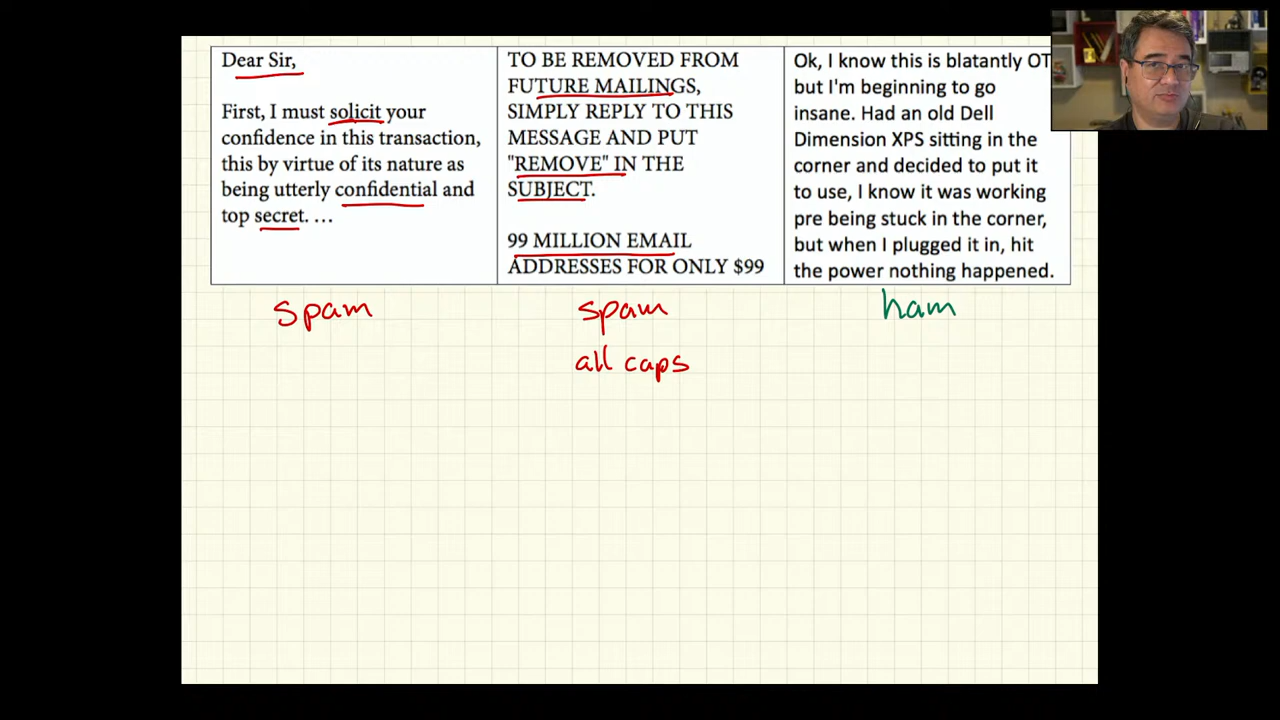 Dear Sir,
First, I must solicit your
confidence in this transaction,
this by virtue of its nature as
being utterly confidential and
top secret. …
TO BE REMOVED FROM
FUTURE MAILINGS,
SIMPLY REPLY TO THIS
MESSAGE AND PUT
"REMOVE" IN THE
SUBJECT.
99 MILLION EMAIL
ADDRESSES FOR ONLY $99
Ok, I know this is blatantly OT
but I'm beginning to go
insane. Had an old Dell
Dimension XPS sitting in the
corner and decided to put it
to use, I know it was working
pre being stuck in the corner,
but when I plugged it in, hit
the power nothing happened.
spam
spam
ham
all caps